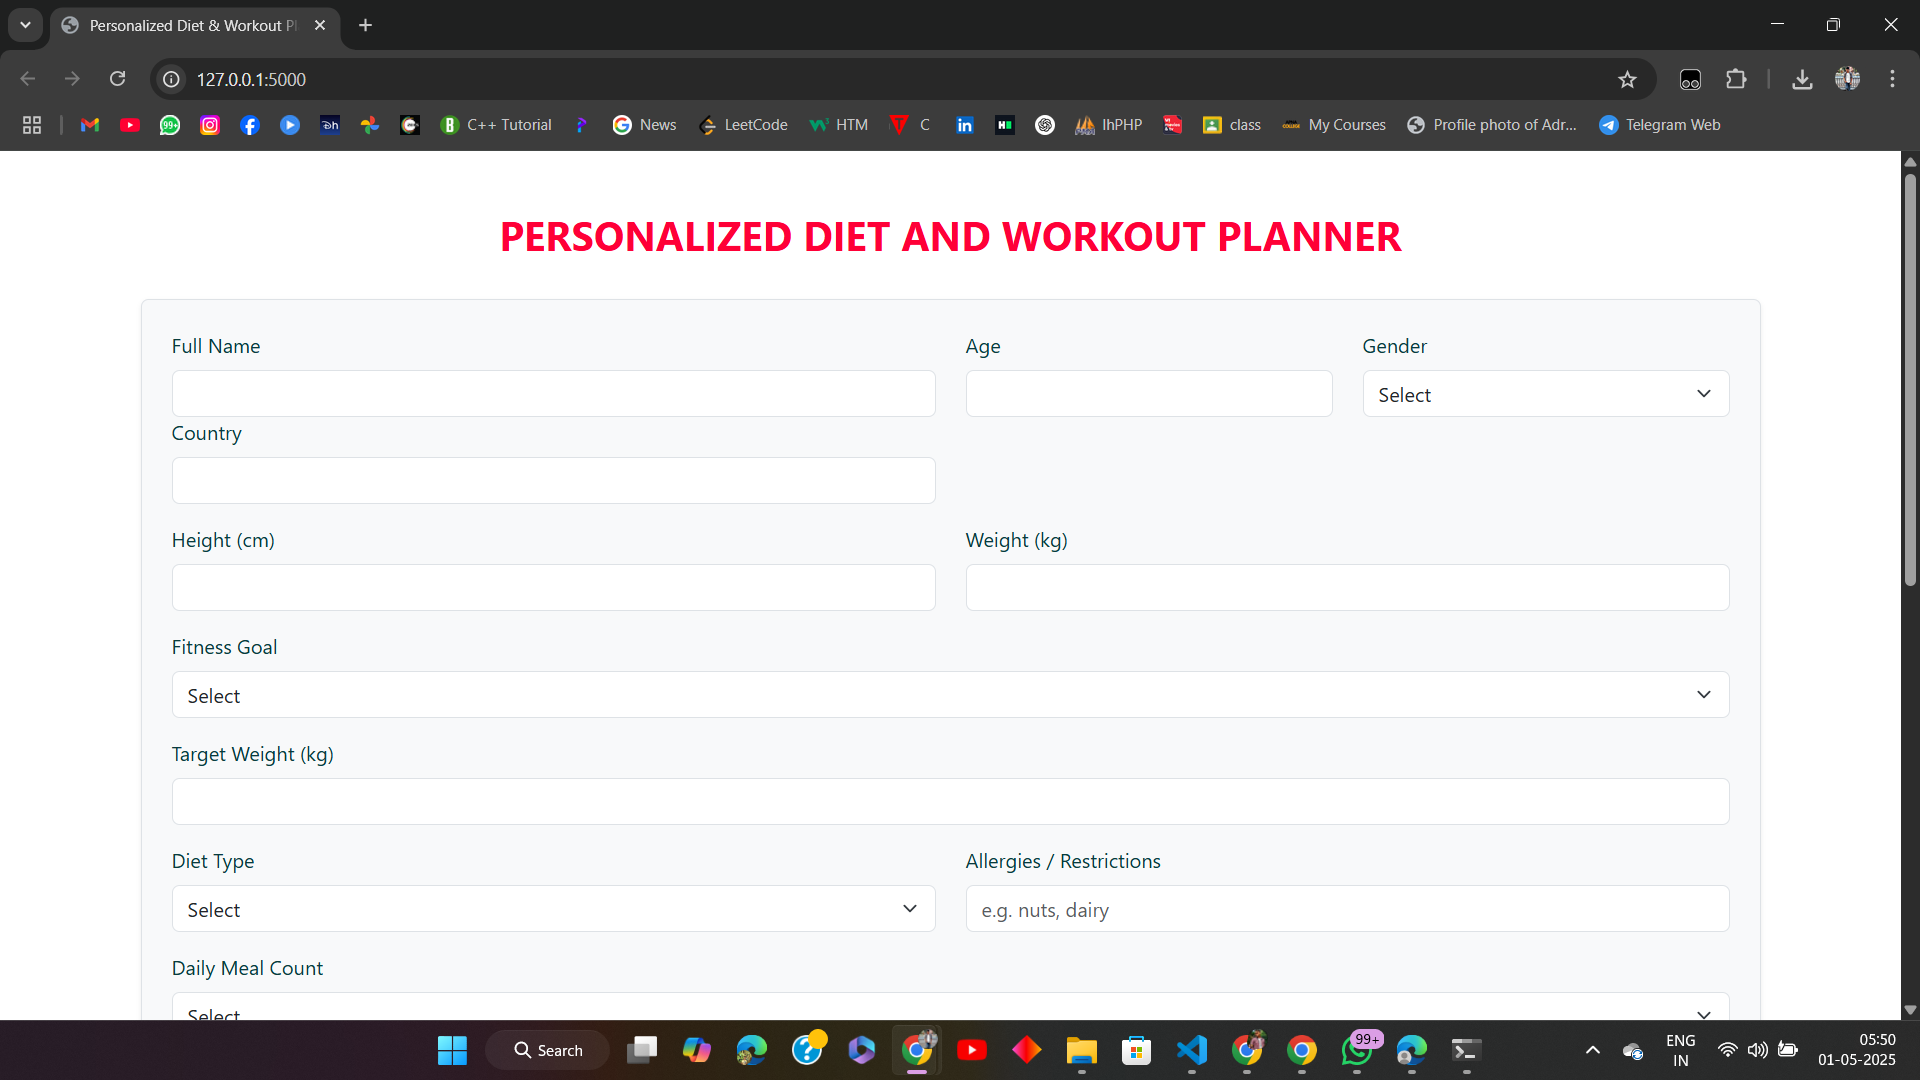 Personalized Diet & Workout Pl
127.0.0.1:5000
99+ C++ Tutorial News LeetCode HTM C IhPHP class My Courses Profile photo of Adr... Telegram Web
PERSONALIZED DIET AND WORKOUT PLANNER
Full Name Age Gender
Select
Country
Height (cm) Weight (kg)
Fitness Goal
Select
Target Weight (kg)
Diet Type Allergies / Restrictions
Select e.g. nuts, dairy
Daily Meal Count
Select
Search 99+ ENG 05:50
IN 01-05-2025